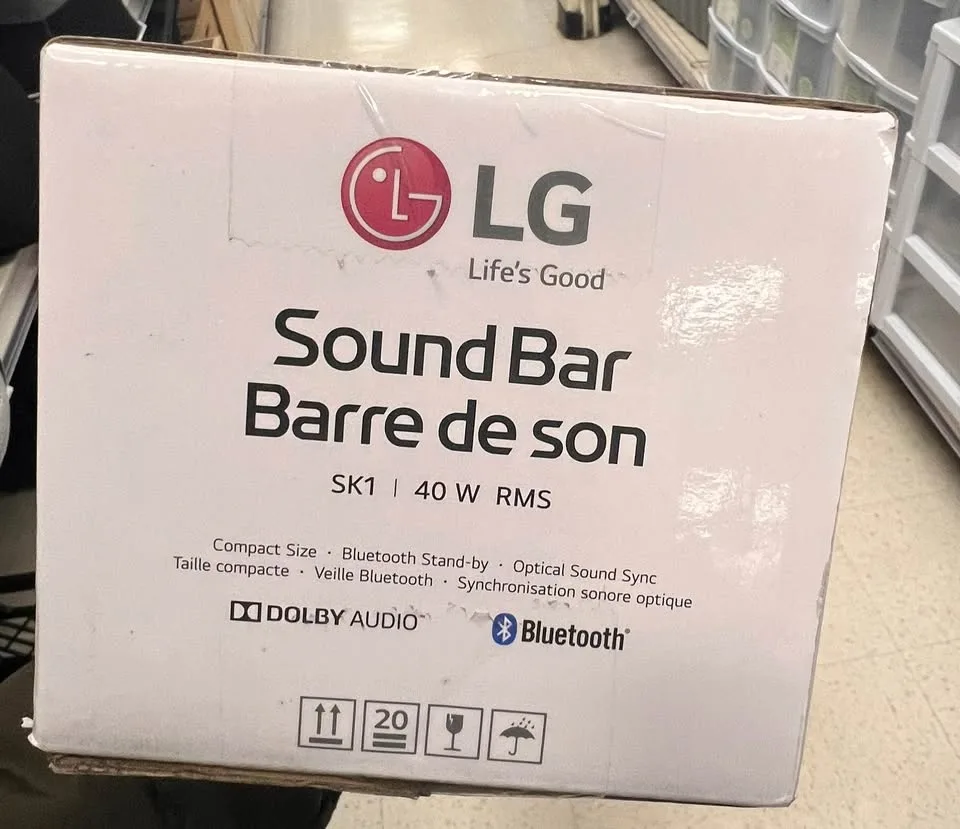 LG
Life's Good
Sound Bar
Barre de son
SK1 | 40 W RMS
Compact Size · Bluetooth Stand-by · Optical Sound Sync
Taille compacte · Veille Bluetooth · Synchronisation sonore optique
DOLBY AUDIO™ Bluetooth®
20